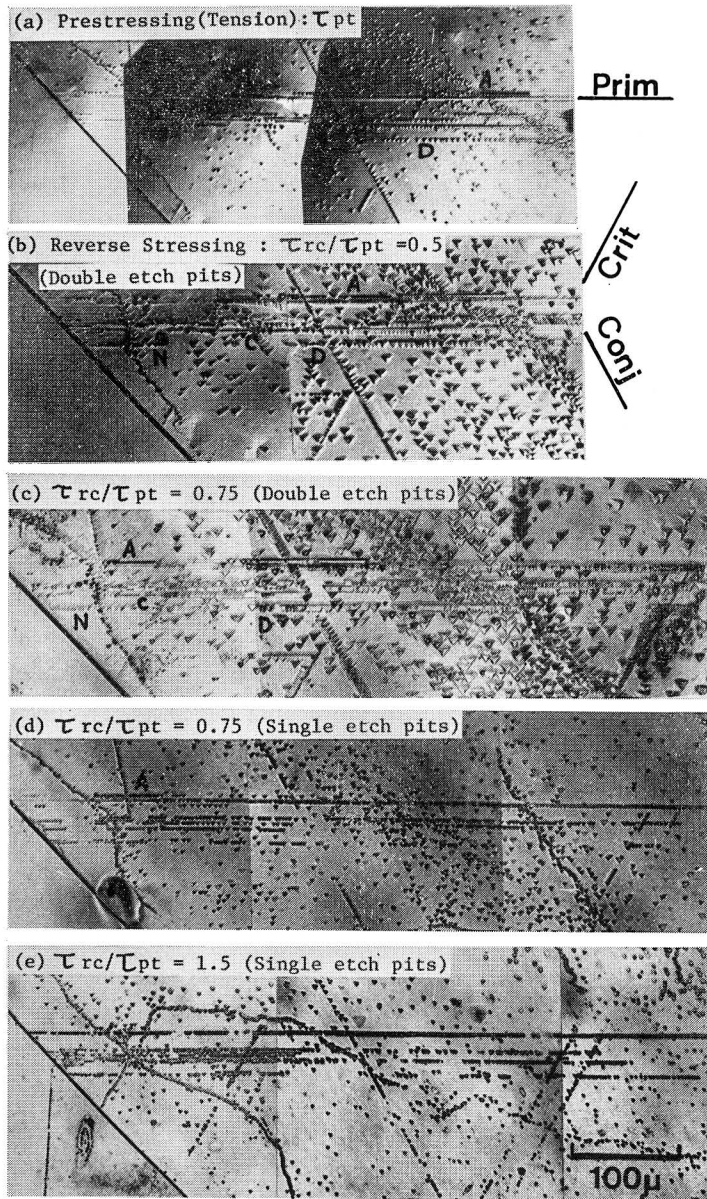 (a) Prestressing(Tension):τpt
A
Prim
D
Crit
(b) Reverse Stressing : τrc/τpt =0.5
(Double etch pits)
A
N
C
D
Conj
(c) τrc/τpt = 0.75 (Double etch pits)
A
C
N
D
(d) τrc/τpt = 0.75 (Single etch pits)
A
(e) τrc/τpt = 1.5 (Single etch pits)
100μ